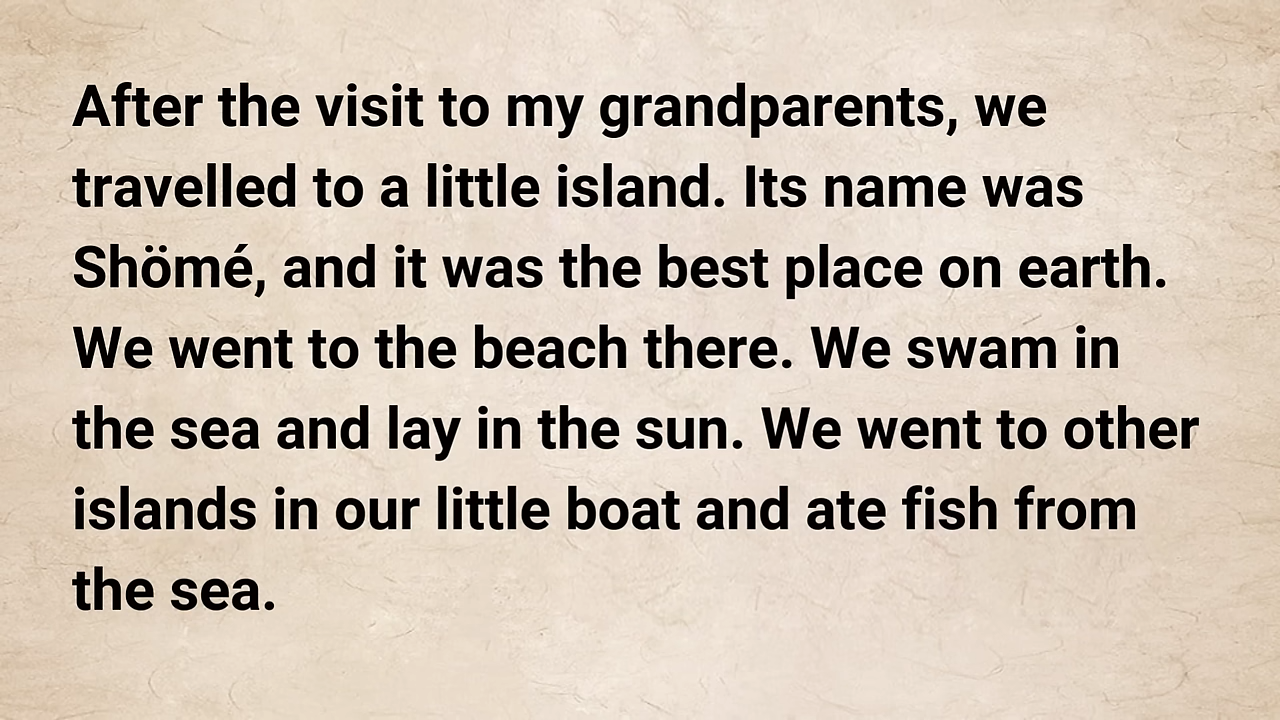 After the visit to my grandparents, we
travelled to a little island. Its name was
Shömé, and it was the best place on earth.
We went to the beach there. We swam in
the sea and lay in the sun. We went to other
islands in our little boat and ate fish from
the sea.